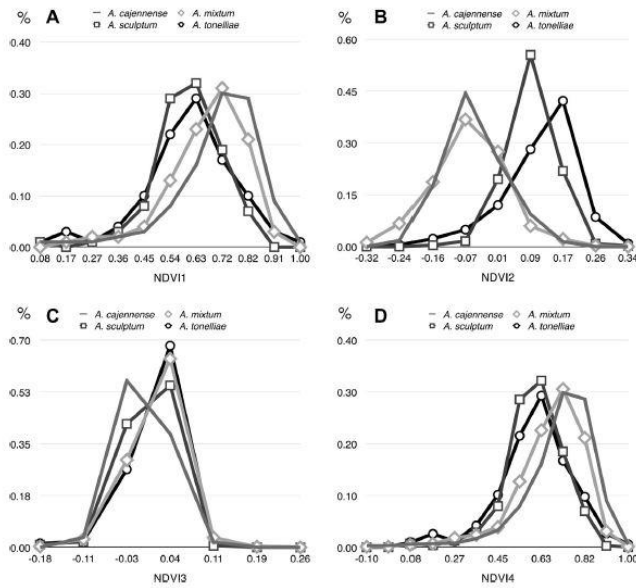 % A
— A. cajennense ◇ A. mixtum
□ A. sculptum ○ A. tonelliae
0.40
0.30
0.20
0.10
0.00
0.08 0.17 0.27 0.36 0.45 0.54 0.63 0.72 0.82 0.91 1.00
NDVI1
% B
— A. cajennense ◇ A. mixtum
□ A. sculptum ○ A. tonelliae
0.60
0.45
0.30
0.15
0.00
-0.32 -0.24 -0.16 -0.07 0.01 0.09 0.17 0.26 0.34
NDVI2
% C
— A. cajennense ◇ A. mixtum
□ A. sculptum ○ A. tonelliae
0.70
0.53
0.35
0.18
0.00
-0.18 -0.11 -0.03 0.04 0.11 0.19 0.26
NDVI3
% D
— A. cajennense ◇ A. mixtum
□ A. sculptum ○ A. tonelliae
0.40
0.30
0.20
0.10
0.00
-0.10 0.08 0.27 0.45 0.63 0.82 1.00
NDVI4